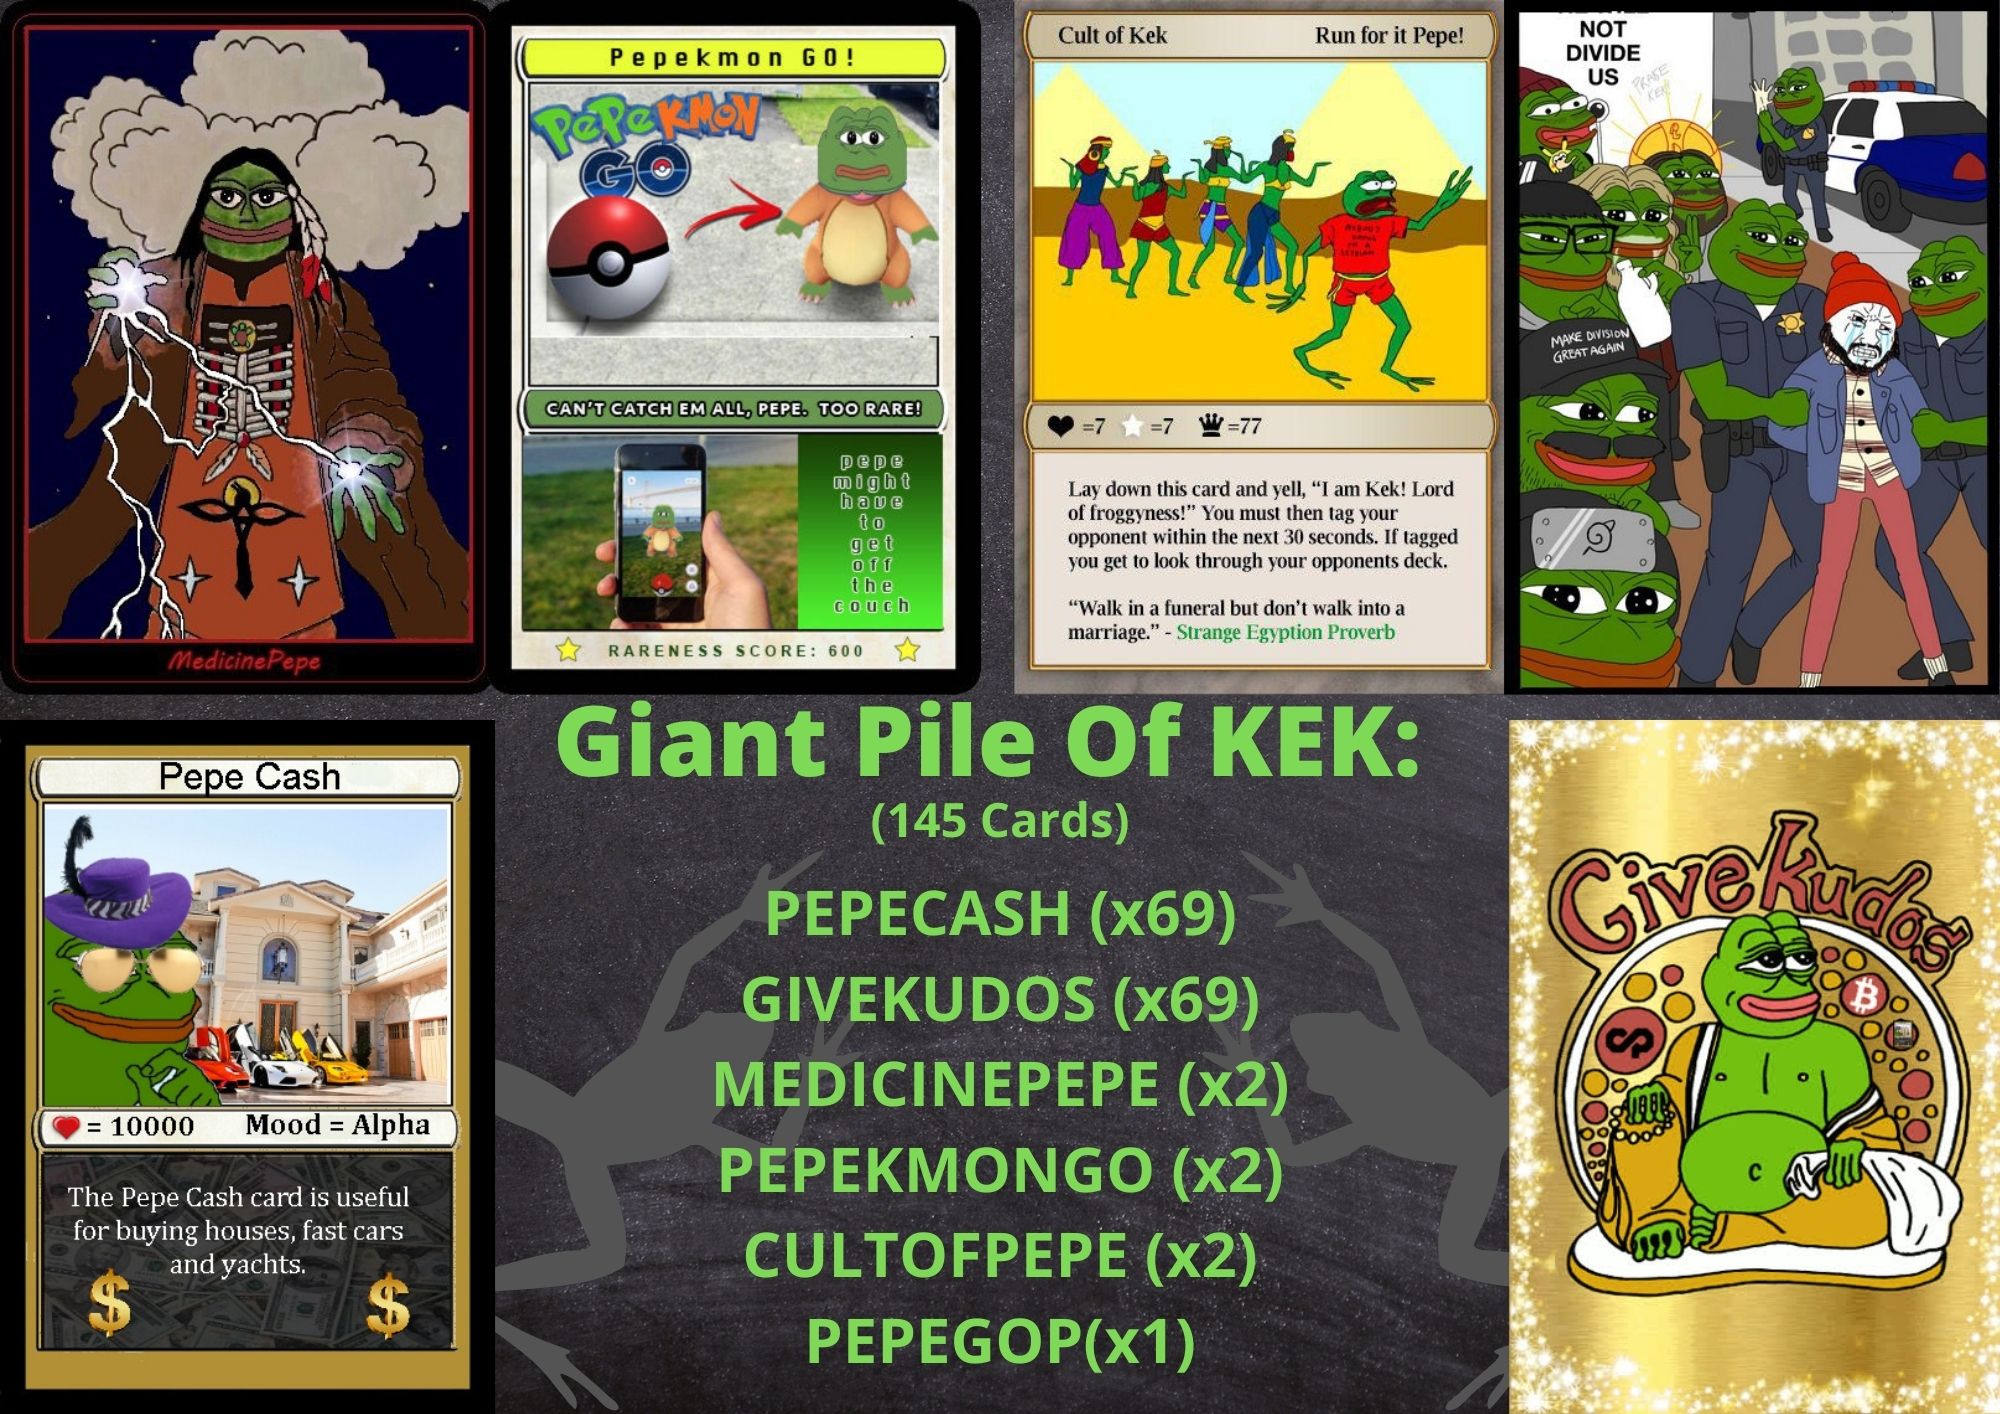 MedicinePepe
Pepekmon GO!
PePeKMON
GO
CAN'T CATCH EM ALL, PEPE. TOO RARE!
pepe
might
have
to
get
off
the
couch
RARENESS SCORE: 600
Cult of Kek
Run for it Pepe!
=7 =7 =77
Lay down this card and yell, “I am Kek! Lord
of froggyness!” You must then tag your
opponent within the next 30 seconds. If tagged
you get to look through your opponents deck.
“Walk in a funeral but don’t walk into a
marriage.” - Strange Egyption Proverb
NOT
DIVIDE
US
PRAISE
KEK!
MAKE DIVISION
GREAT AGAIN
Giant Pile Of KEK:
(145 Cards)
PEPECASH (x69)
GIVEKUDOS (x69)
MEDICINEPEPE (x2)
PEPEKMONGO (x2)
CULTOFPEPE (x2)
PEPEGOP(x1)
Pepe Cash
= 10000 Mood = Alpha
The Pepe Cash card is useful
for buying houses, fast cars
and yachts.
$ $
GiveKudos